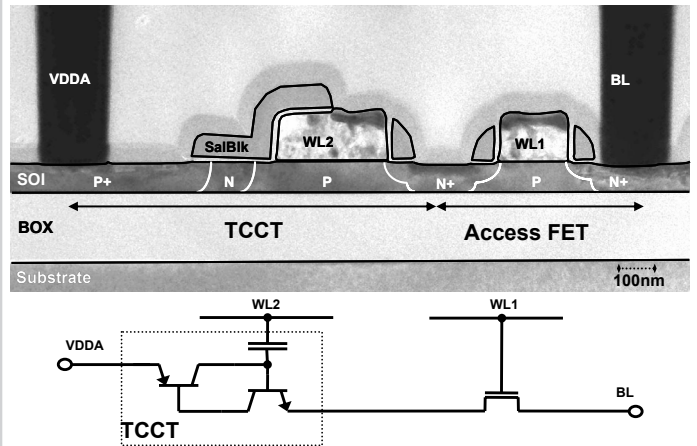 VDDA
BL
SalBlk
WL2
WL1
SOI
P+
N
P
N+
P
N+
BOX
TCCT
Access FET
Substrate
100nm
WL2
WL1
VDDA
BL
TCCT